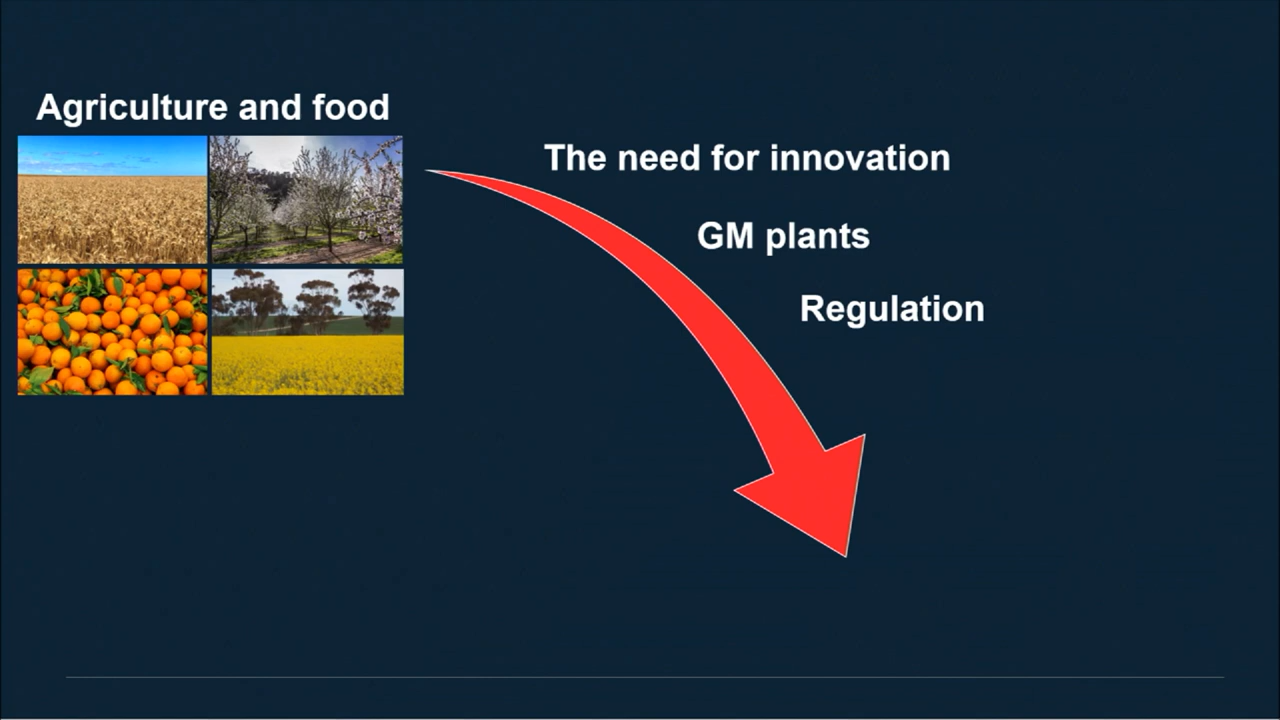 Agriculture and food
The need for innovation
GM plants
Regulation